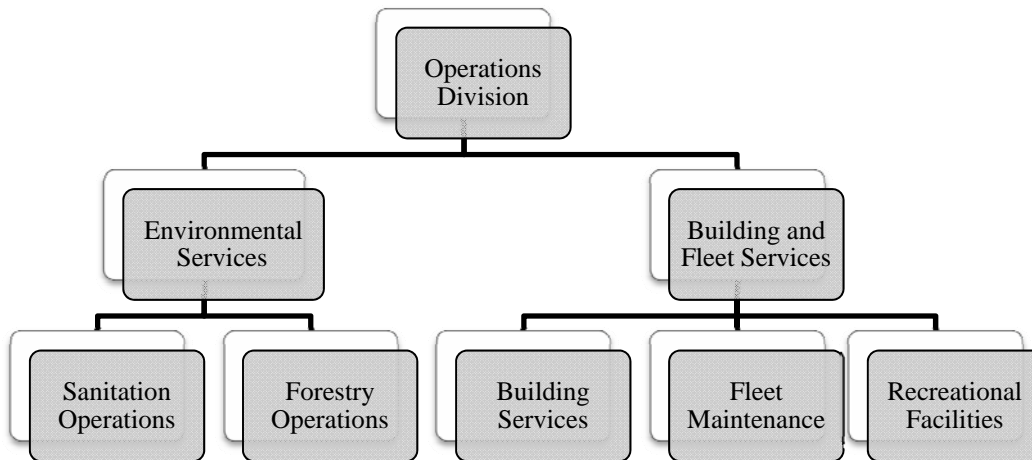 Operations
Division
Environmental
Services
Building and
Fleet Services
Sanitation
Operations
Forestry
Operations
Building
Services
Fleet
Maintenance
Recreational
Facilities